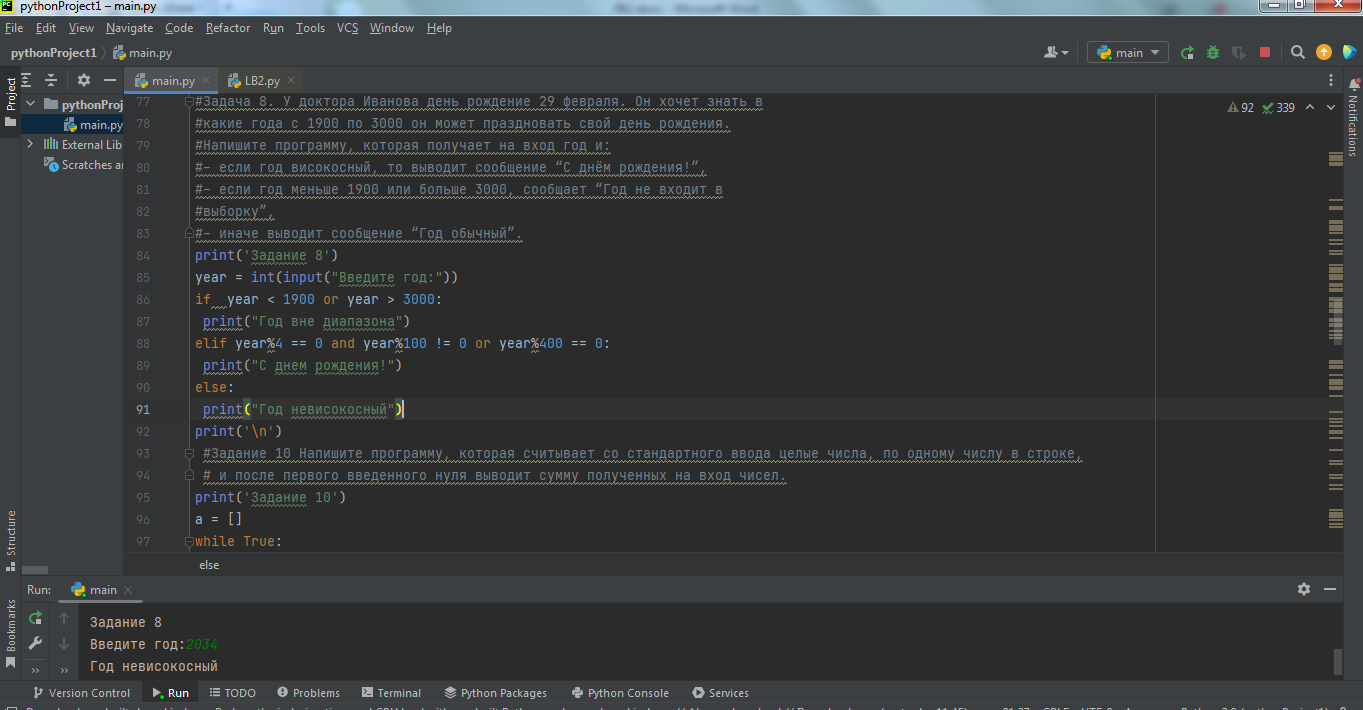 pythonProject1 – main.py
File Edit View Navigate Code Refactor Run Tools VCS Window Help
pythonProject1 main.py main
Project main.py LB2.py
pythonProj
main.py
External Lib
Scratches ar
92 339
Notifications
77 #Задача 8. У доктора Иванова день рождение 29 февраля. Он хочет знать в
78 #какие года с 1900 по 3000 он может праздновать свой день рождения.
79 #Напишите программу, которая получает на вход год и:
80 #- если год високосный, то выводит сообщение “С днём рождения!”,
81 #- если год меньше 1900 или больше 3000, сообщает “Год не входит в
82 #выборку”,
83 #- иначе выводит сообщение “Год обычный”.
84 print('Задание 8')
85 year = int(input("Введите год:"))
86 if  year < 1900 or year > 3000:
87  print("Год вне диапазона")
88 elif year%4 == 0 and year%100 != 0 or year%400 == 0:
89  print("С днем рождения!")
90 else:
91  print("Год невисокосный")
92 print('\n')
93  #Задание 10 Напишите программу, которая считывает со стандартного ввода целые числа, по одному числу в строке,
94  # и после первого введенного нуля выводит сумму полученных на вход чисел.
95 print('Задание 10')
96 a = []
97 while True:
else
Structure
Bookmarks
Run: main
Задание 8
Введите год:2034
Год невисокосный
Version Control Run TODO Problems Terminal Python Packages Python Console Services